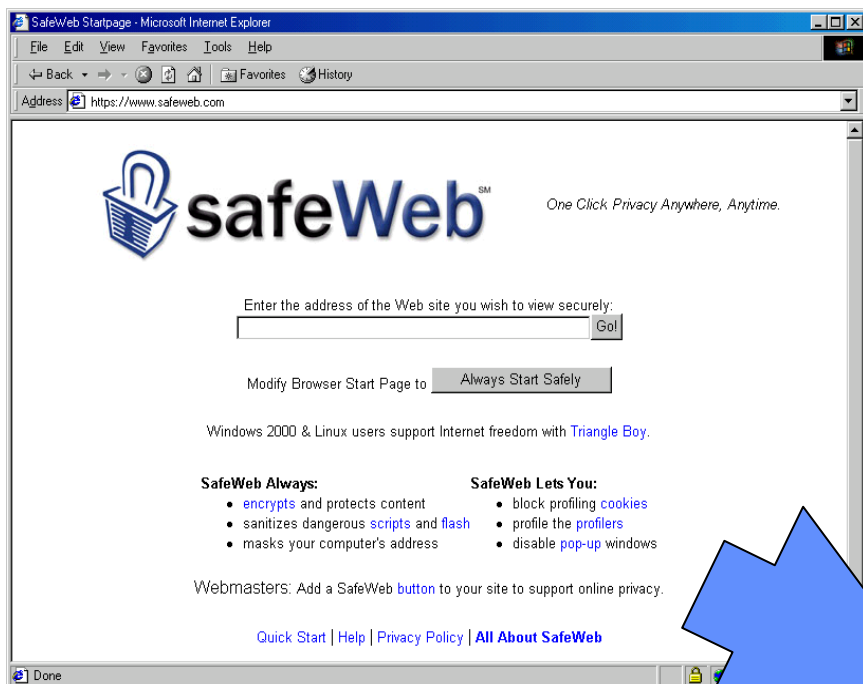 SafeWeb Startpage - Microsoft Internet Explorer
File Edit View Favorites Tools Help
Back Favorites History
Address https://www.safeweb.com
safeWeb SM One Click Privacy Anywhere, Anytime.
Enter the address of the Web site you wish to view securely:
Go!
Modify Browser Start Page to Always Start Safely
Windows 2000 & Linux users support Internet freedom with Triangle Boy.
SafeWeb Always: SafeWeb Lets You:
• encrypts and protects content • block profiling cookies
• sanitizes dangerous scripts and flash • profile the profilers
• masks your computer's address • disable pop-up windows
Webmasters: Add a SafeWeb button to your site to support online privacy.
Quick Start | Help | Privacy Policy | All About SafeWeb
Done